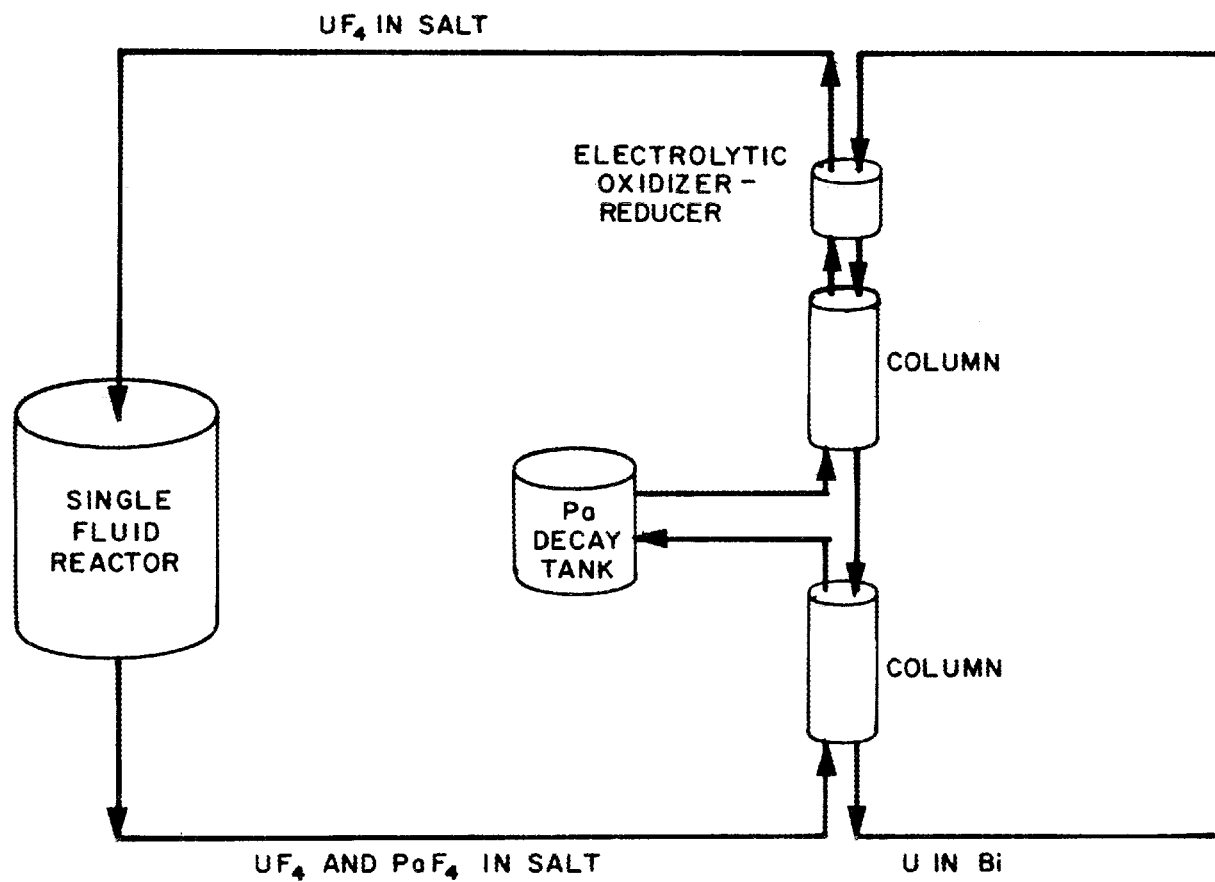 UF₄ IN SALT
ELECTROLYTIC
OXIDIZER-
REDUCER
COLUMN
SINGLE
FLUID
REACTOR
Pa
DECAY
TANK
COLUMN
UF₄ AND PaF₄ IN SALT
U IN Bi